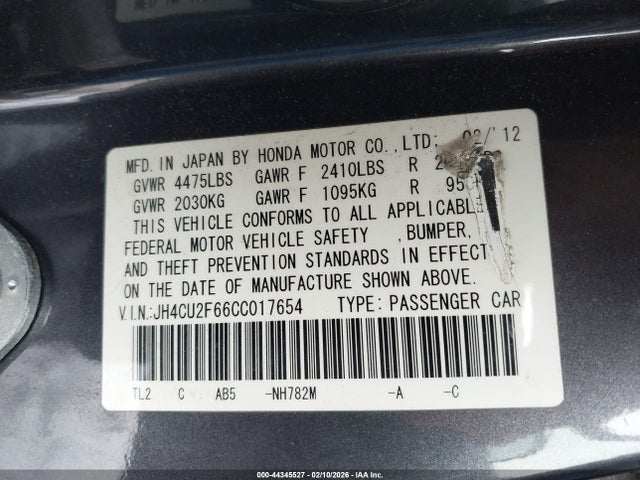 MFD. IN JAPAN BY HONDA MOTOR CO.,LTD: 12
GVWR 4475LBS GAWR F 2410LBS R
GVWR 2030KG GAWR F 1095KG R
THIS VEHICLE CONFORMS TO ALL APPLICABLE
FEDERAL MOTOR VEHICLE SAFETY ,BUMPER,
AND THEFT PREVENTION STANDARDS IN EFFECT
ON THE DATE OF MANUFACTURE SHOWN ABOVE.
V.I.N.:JH4CU2F66CC017654 TYPE: PASSENGER CAR
TL2 C AB5 -NH782M -A -C
000-44345527 - 02/10/2026 - IAA Inc.